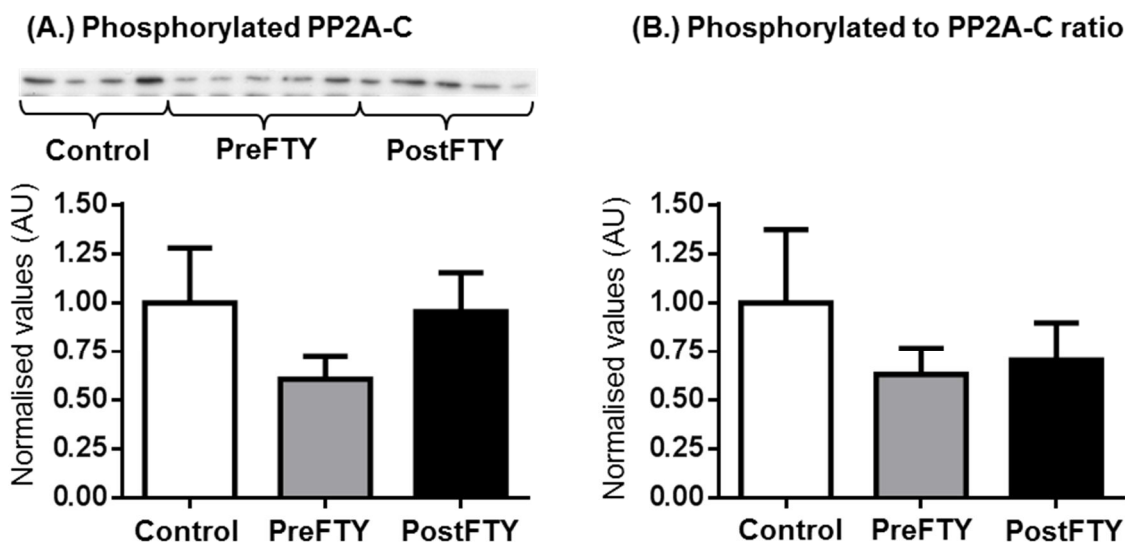 (A.) Phosphorylated PP2A-C
Control
PreFTY
PostFTY
Normalised values (AU)
1.50
1.25
1.00
0.75
0.50
0.25
0.00
Control
PreFTY
PostFTY
(B.) Phosphorylated to PP2A-C ratio
Normalised values (AU)
1.50
1.25
1.00
0.75
0.50
0.25
0.00
Control
PreFTY
PostFTY